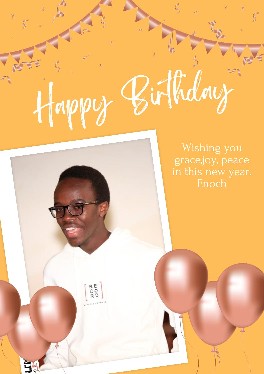 Happy Birthday
Wishing you
grace,joy, peace
in this new year.
Enoch